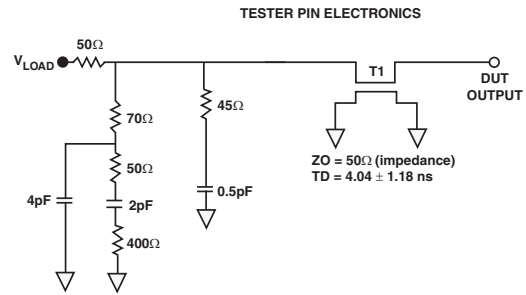 TESTER PIN ELECTRONICS
50Ω
VLOAD
T1
DUT
OUTPUT
70Ω
45Ω
50Ω
4pF
2pF
0.5pF
400Ω
ZO = 50Ω (impedance)
TD = 4.04 ± 1.18 ns